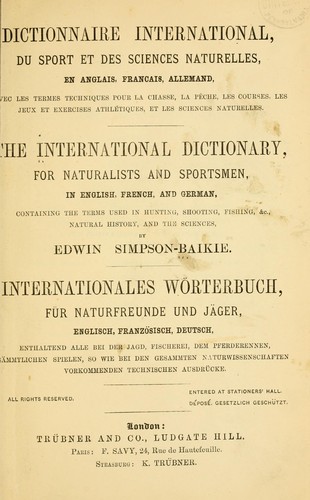 DICTIONNAIRE INTERNATIONAL,
DU SPORT ET DES SCIENCES NATURELLES,
EN ANGLAIS, FRANCAIS, ALLEMAND,
VEC LES TERMES TECHNIQUES POUR LA CHASSE, LA PÊCHE, LES COURSES, LES
JEUX ET EXERCISES ATHLÉTIQUES, ET LES SCIENCES NATURELLES.
THE INTERNATIONAL DICTIONARY,
FOR NATURALISTS AND SPORTSMEN,
IN ENGLISH, FRENCH, AND GERMAN,
CONTAINING THE TERMS USED IN HUNTING, SHOOTING, FISHING, &c.,
NATURAL HISTORY, AND THE SCIENCES,
BY
EDWIN SIMPSON-BAIKIE.
INTERNATIONALES WÖRTERBUCH,
FÜR NATURFREUNDE UND JÄGER,
ENGLISCH, FRANZÖSISCH, DEUTSCH,
ENTHALTEND ALLE BEI DER JAGD, FISCHEREI, DEM PFERDERENNEN,
SÄMMTLICHEN SPIELEN, SO WIE BEI DEN GESAMMTEN NATURWISSENSCHAFTEN
VORKOMMENDEN TECHNISCHEN AUSDRÜCKE.
ALL RIGHTS RESERVED.
ENTERED AT STATIONERS' HALL.
DÉPOSÉ. GESETZLICH GESCHÜTZT.
London:
TRÜBNER AND CO., LUDGATE HILL.
PARIS: F. SAVY, 24, Rue de Hautefeuille.
STRASBURG: K. TRÜBNER.